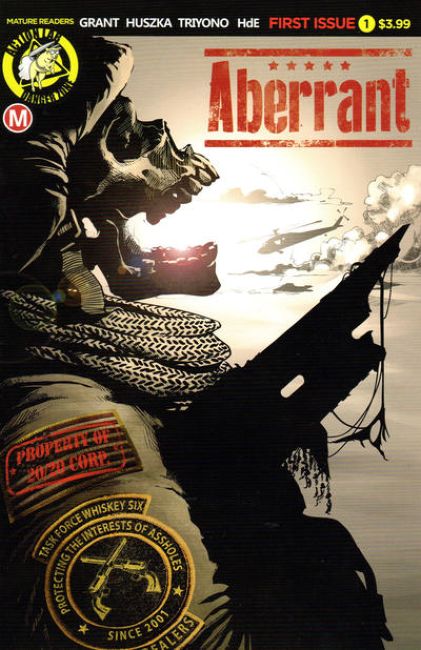 MATURE READERS GRANT HUSZKA TRIYONO HdE FIRST ISSUE 1 $3.99
ACTION LAB
DANGER ZONE
M
Aberrant
PROPERTY OF
20/20 CORP.
TASK FORCE WHISKEY SIX
PROTECTING THE INTERESTS OF ASSHOLES
SINCE 2001